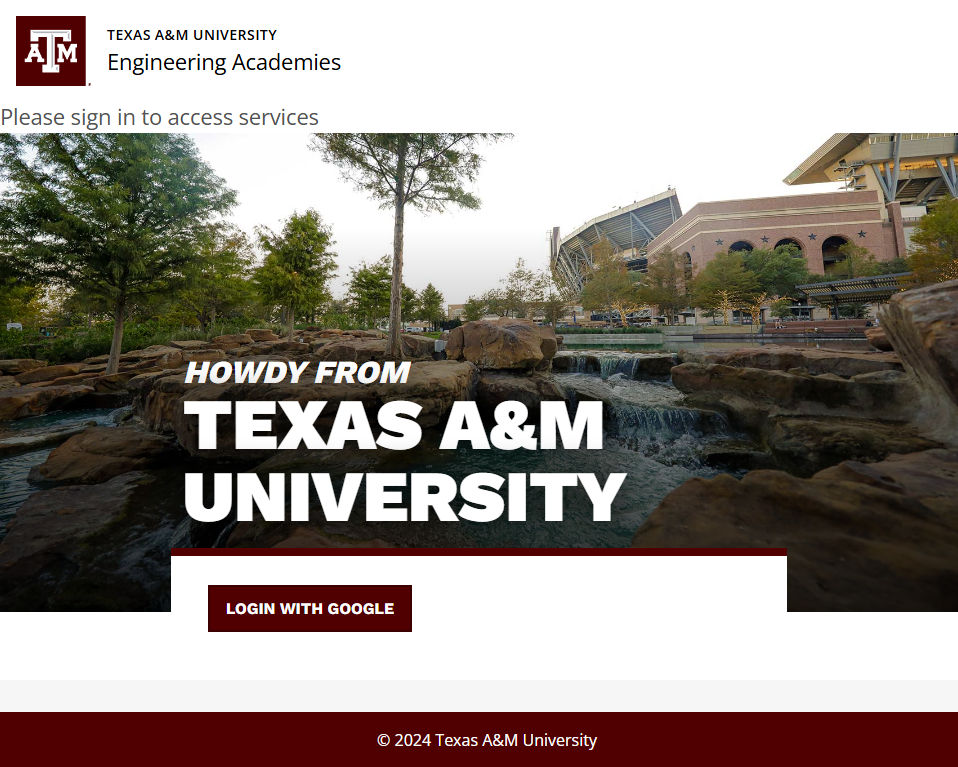 ATM
TEXAS A&M UNIVERSITY
Engineering Academies
Please sign in to access services
HOWDY FROM
TEXAS A&M
UNIVERSITY
LOGIN WITH GOOGLE
© 2024 Texas A&M University